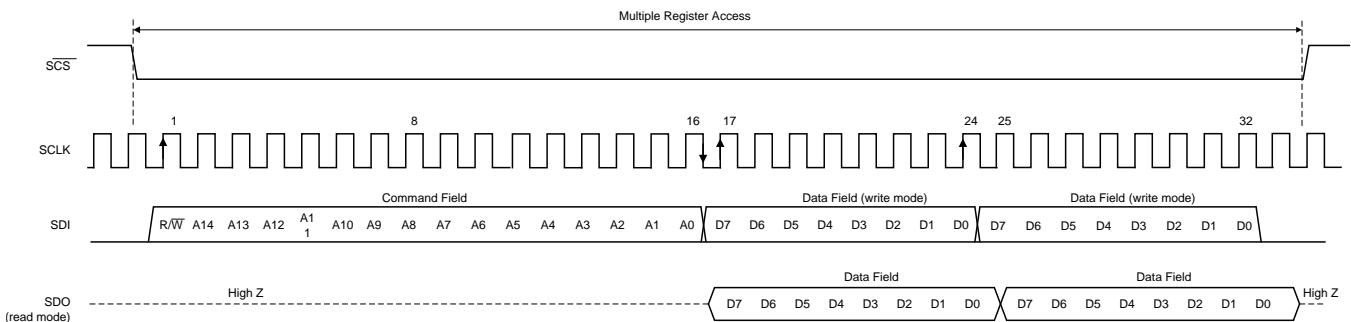 Multiple Register Access
SCS
1 8 16 17 24 25 32
SCLK
Command Field Data Field (write mode) Data Field (write mode)
SDI R/W A14 A13 A12 A1 A10 A9 A8 A7 A6 A5 A4 A3 A2 A1 A0 D7 D6 D5 D4 D3 D2 D1 D0 D7 D6 D5 D4 D3 D2 D1 D0
1
Data Field Data Field
High Z High Z
SDO D7 D6 D5 D4 D3 D2 D1 D0 D7 D6 D5 D4 D3 D2 D1 D0
(read mode)